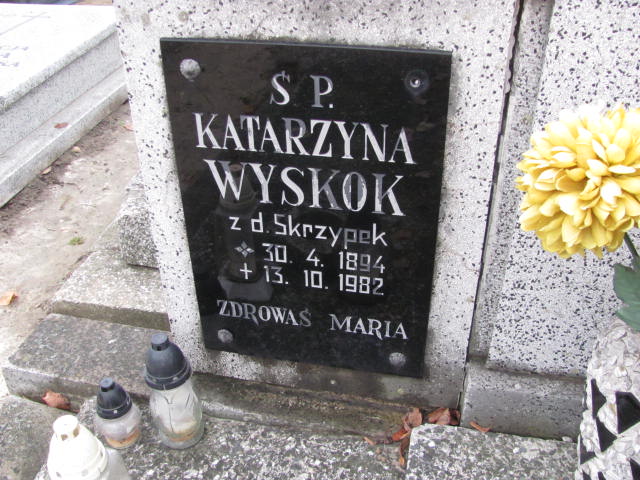 S P.
KATARZYNA
WYSKOK
z d. Skrzypek
30. 4. 1894
+ 13. 10. 1982
ZDROWAŚ MARIA